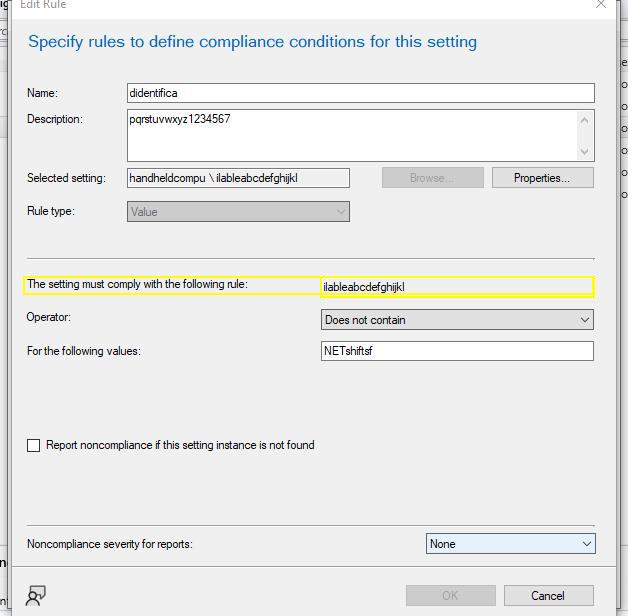 Edit Rule
Specify rules to define compliance conditions for this setting
Name:
didentifica
Description:
pqrstuvwxyz1234567
Selected setting:
handheldcompu \ ilableabcdefghijkl
Browse...
Properties...
Rule type:
Value
The setting must comply with the following rule:
ilableabcdefghijkl
Operator:
Does not contain
For the following values:
NETshiftsf
Report noncompliance if this setting instance is not found
Noncompliance severity for reports:
None
OK
Cancel